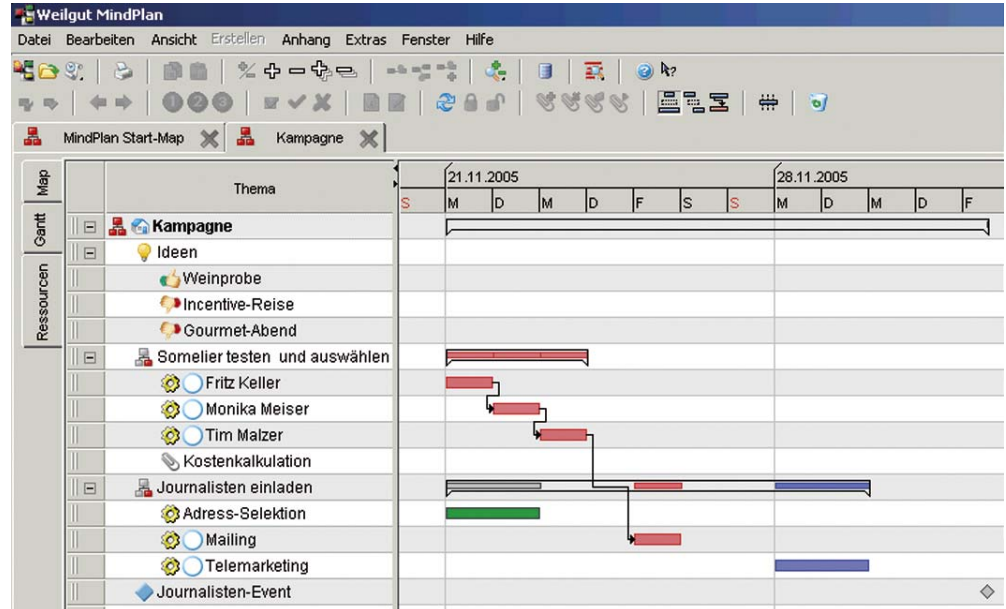 Weilgut MindPlan
Datei Bearbeiten Ansicht Erstellen Anhang Extras Fenster Hilfe
MindPlan Start-Map Kampagne
Map
Gantt
Ressourcen
Thema
21.11.2005 28.11.2005
S M D M D F S S M D M D F
Kampagne
Ideen
Weinprobe
Incentive-Reise
Gourmet-Abend
Somelier testen und auswählen
Fritz Keller
Monika Meiser
Tim Malzer
Kostenkalkulation
Journalisten einladen
Adress-Selektion
Mailing
Telemarketing
Journalisten-Event